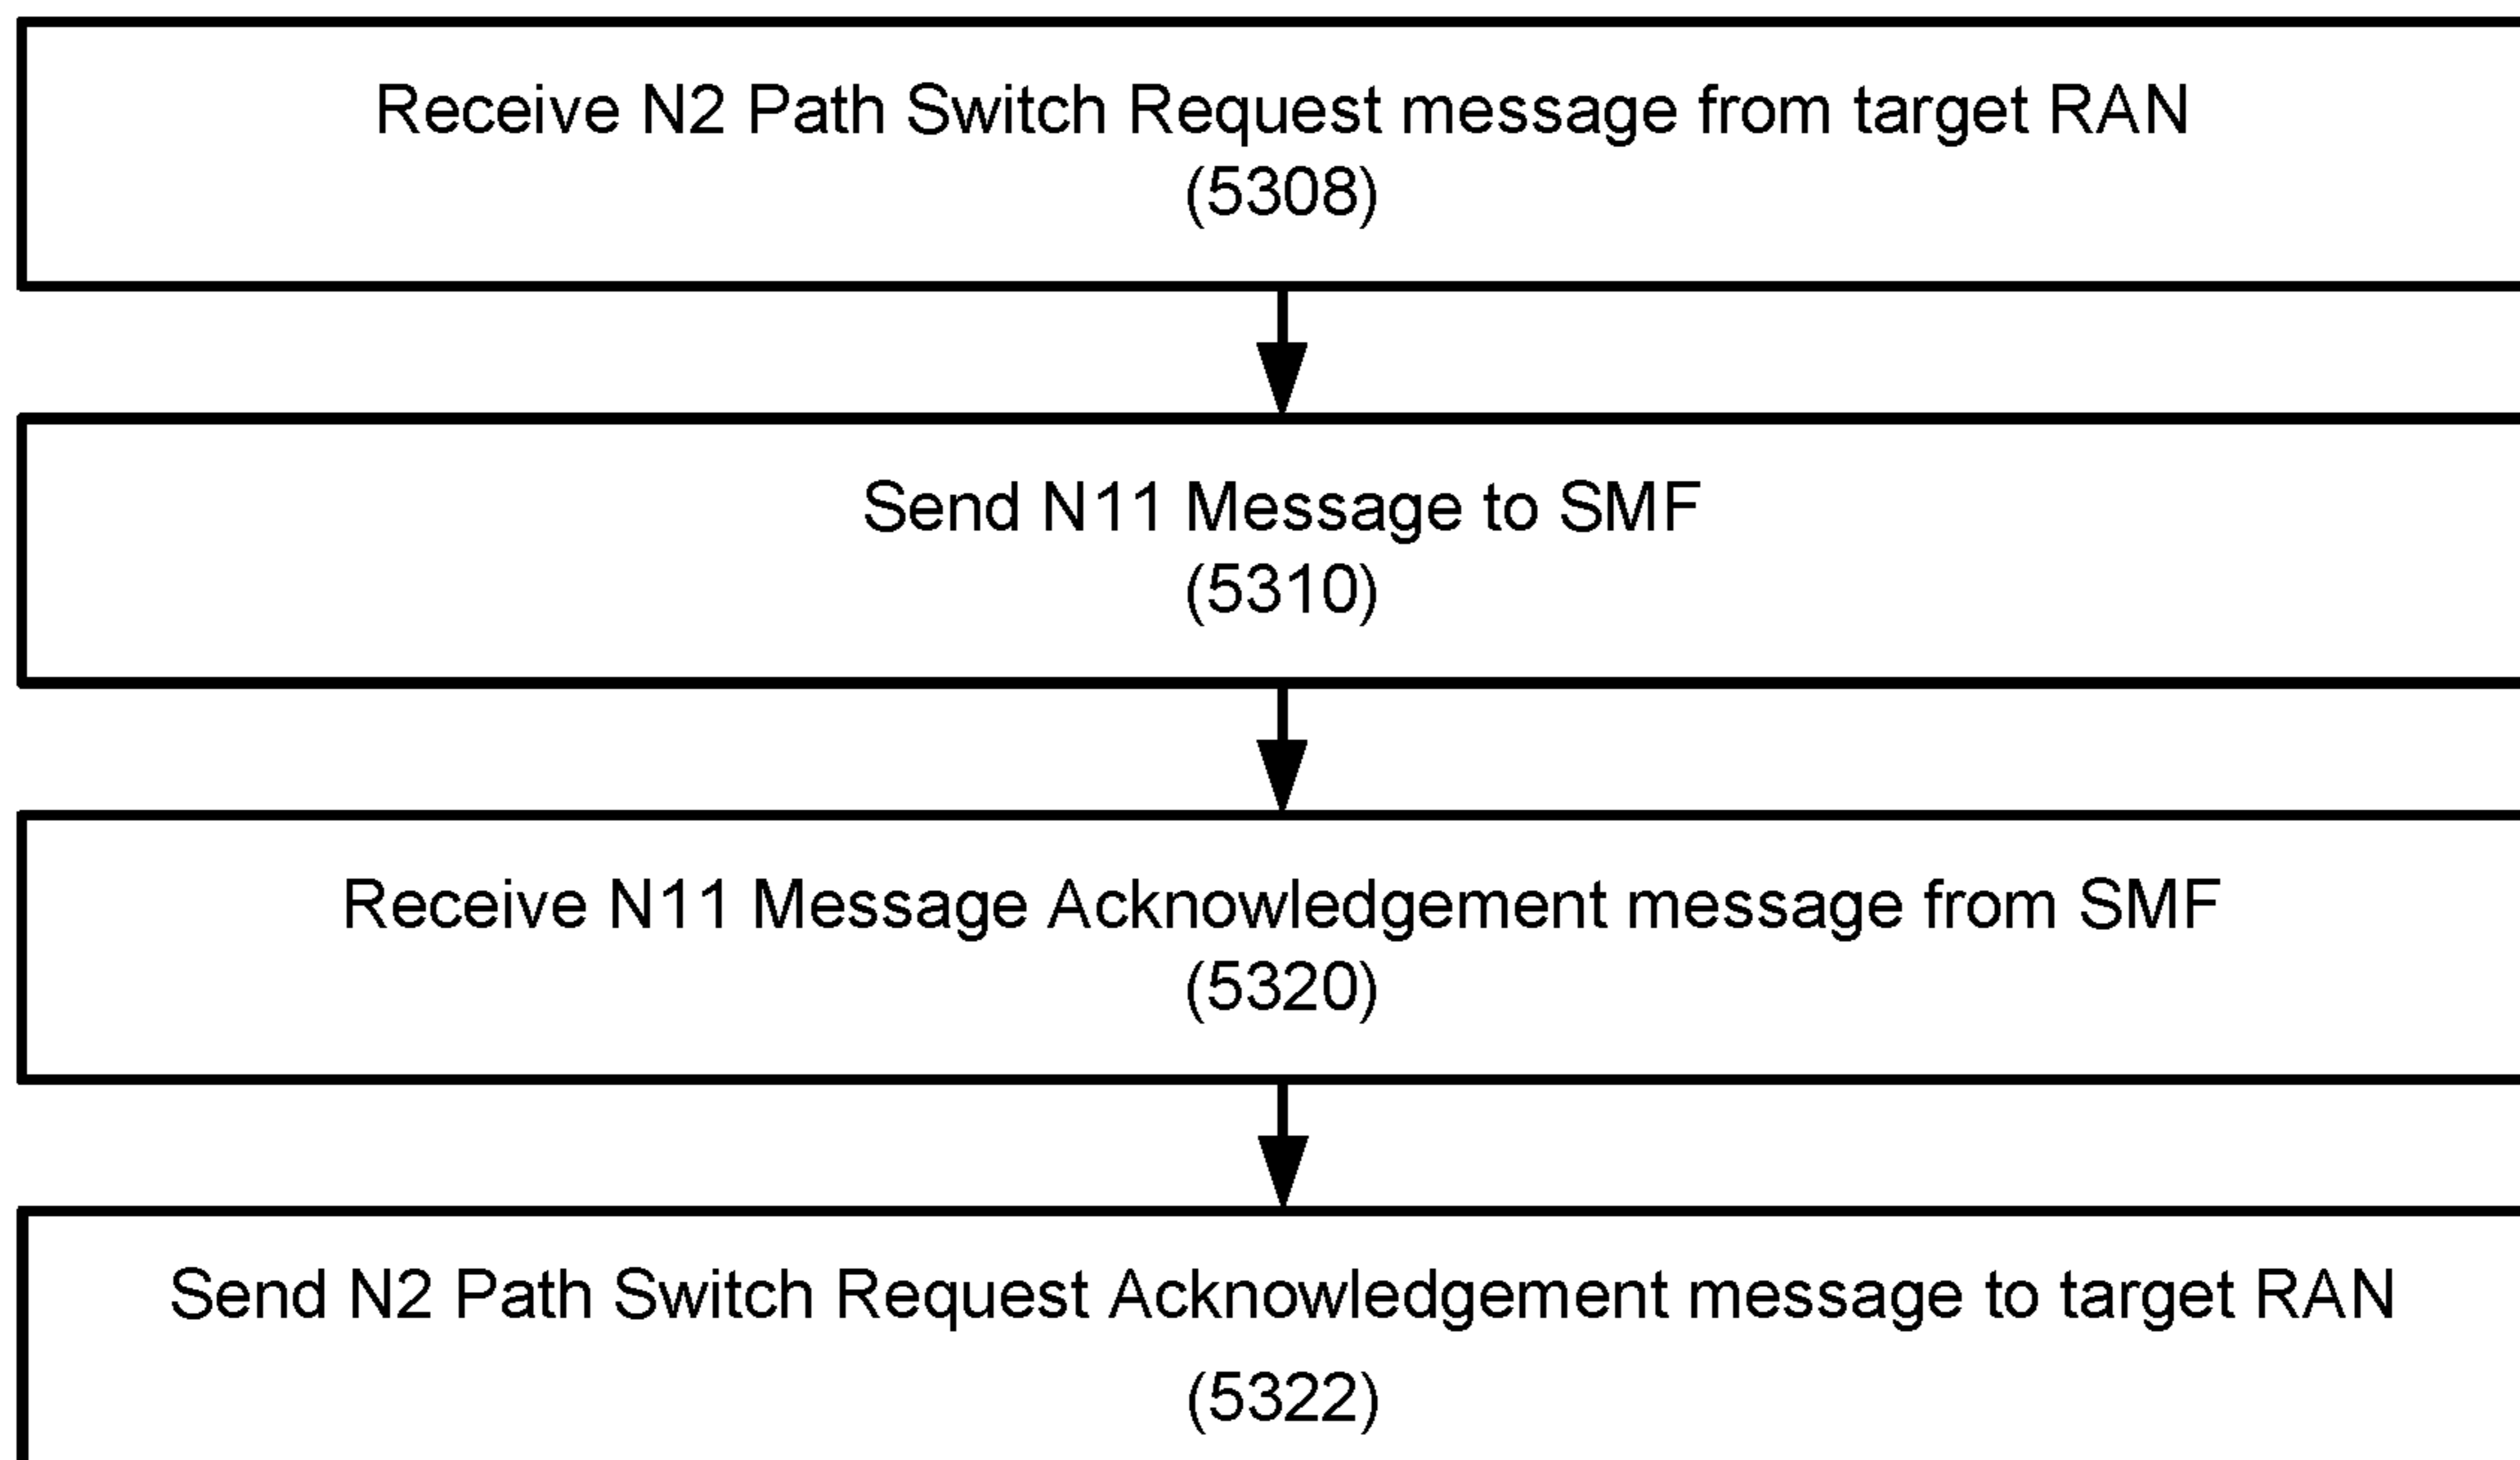 Receive N2 Path Switch Request message from target RAN
(5308)
Send N11 Message to SMF
(5310)
Receive N11 Message Acknowledgement message from SMF
(5320)
Send N2 Path Switch Request Acknowledgement message to target RAN
(5322)